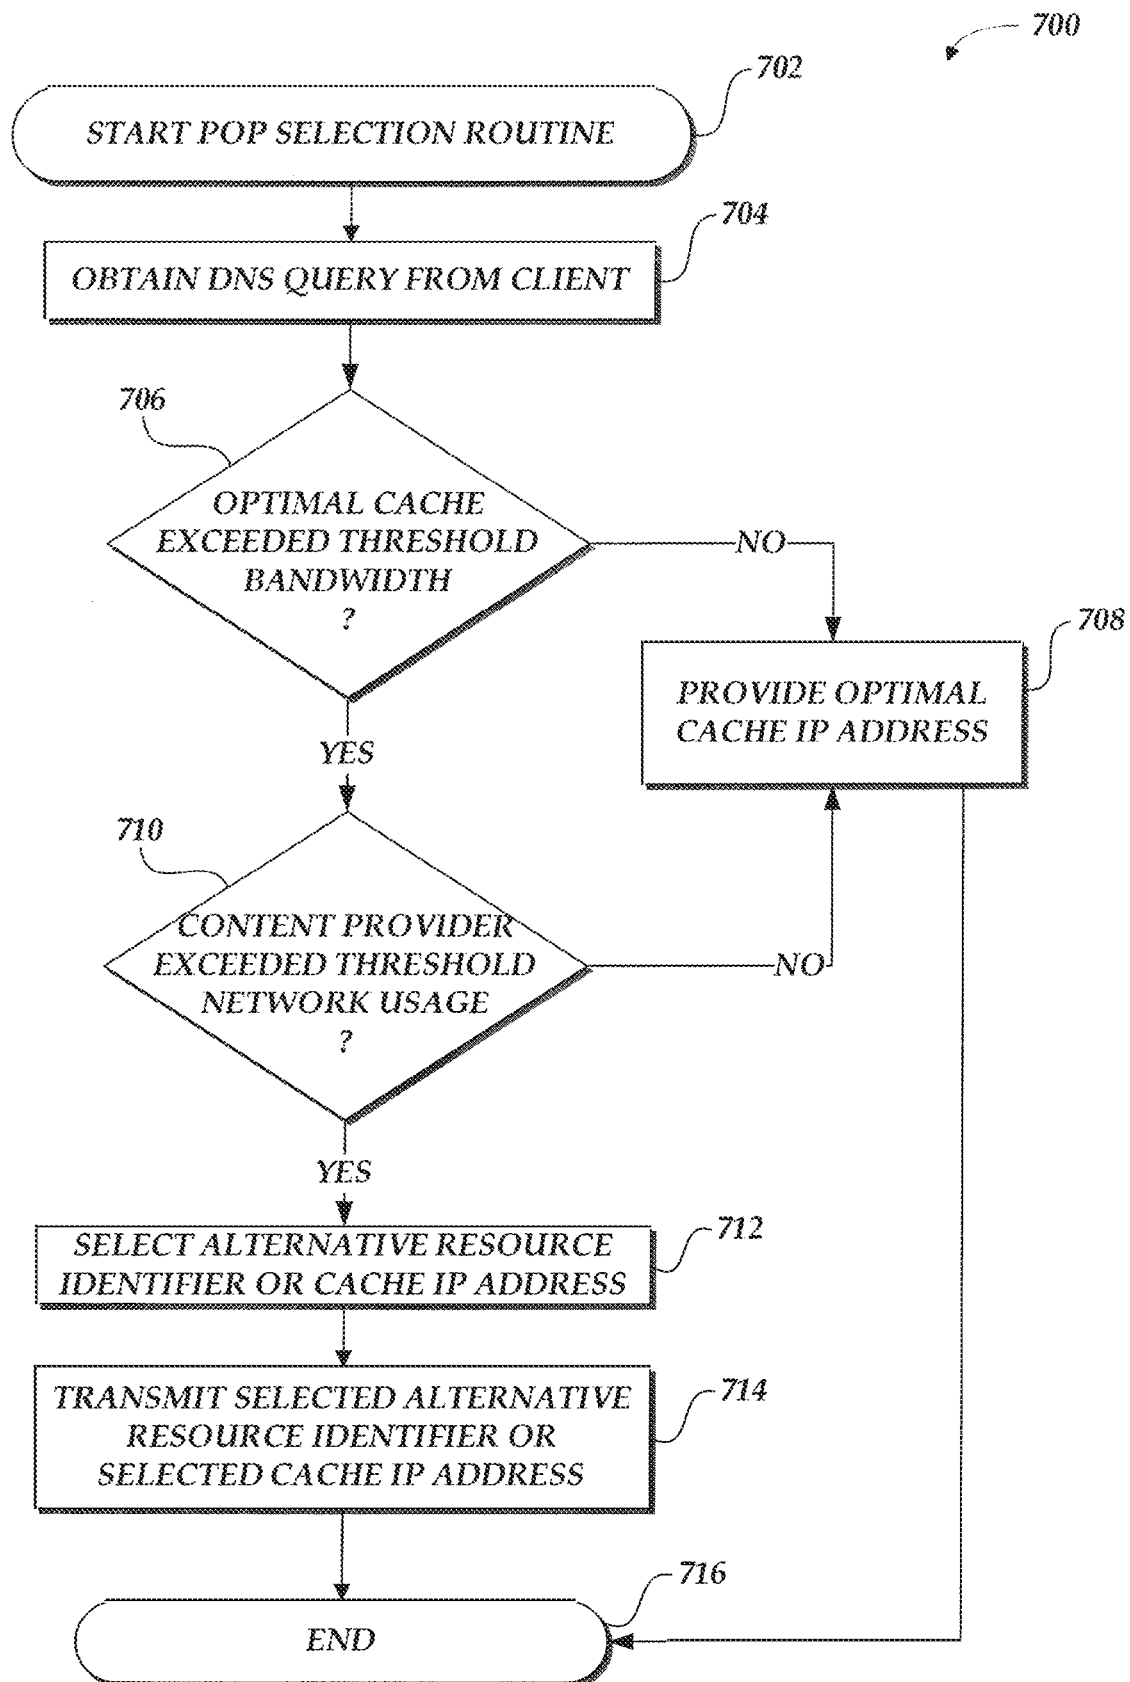 700
702
START POP SELECTION ROUTINE
704
OBTAIN DNS QUERY FROM CLIENT
706
OPTIMAL CACHE
EXCEEDED THRESHOLD
BANDWIDTH
?
NO
708
PROVIDE OPTIMAL
CACHE IP ADDRESS
YES
710
CONTENT PROVIDER
EXCEEDED THRESHOLD
NETWORK USAGE
?
NO
YES
712
SELECT ALTERNATIVE RESOURCE
IDENTIFIER OR CACHE IP ADDRESS
714
TRANSMIT SELECTED ALTERNATIVE
RESOURCE IDENTIFIER OR
SELECTED CACHE IP ADDRESS
716
END